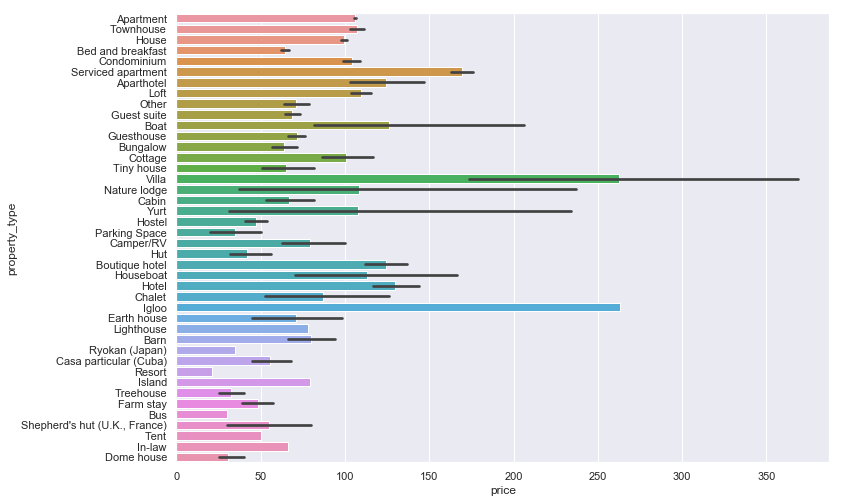 Apartment
Townhouse
House
Bed and breakfast
Condominium
Serviced apartment
Aparthotel
Loft
Other
Guest suite
Boat
Guesthouse
Bungalow
Cottage
Tiny house
Villa
Nature lodge
Cabin
Yurt
Hostel
Parking Space
Camper/RV
Hut
Boutique hotel
Houseboat
Hotel
Chalet
Igloo
Earth house
Lighthouse
Barn
Ryokan (Japan)
Casa particular (Cuba)
Resort
Island
Treehouse
Farm stay
Bus
Shepherd's hut (U.K., France)
Tent
In-law
Dome house
property_type
0 50 100 150 200 250 300 350
price